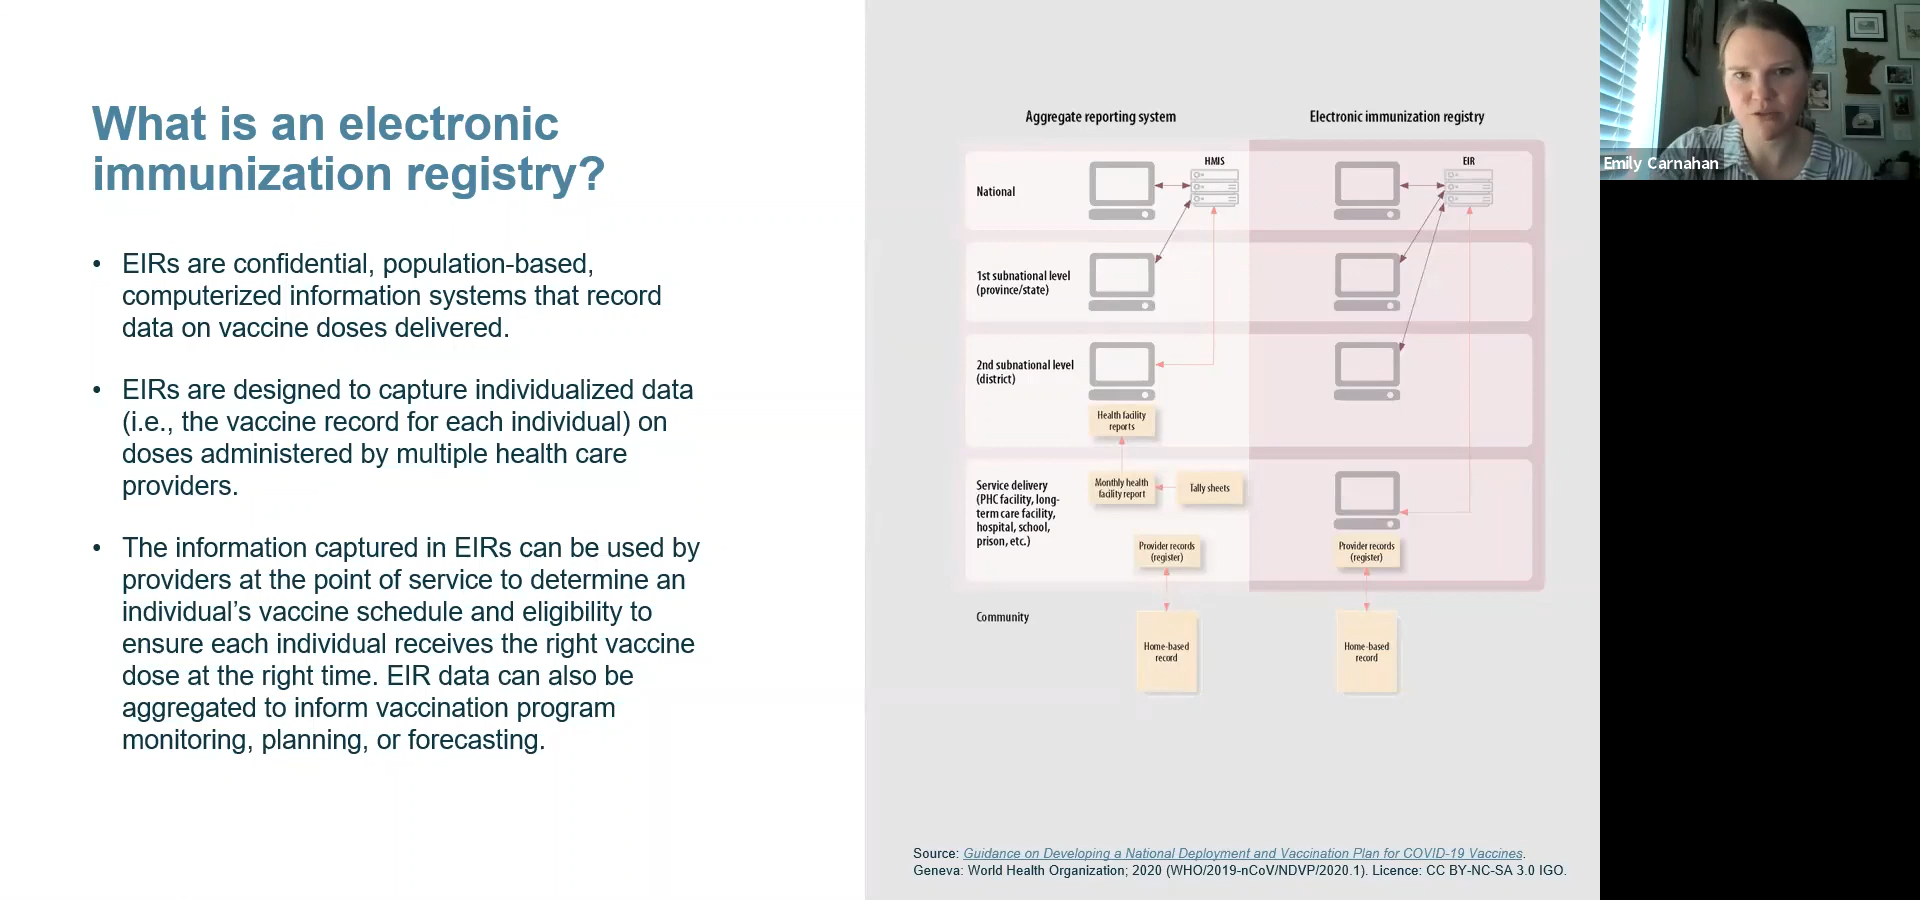 What is an electronic
immunization registry?
• EIRs are confidential, population-based,
computerized information systems that record
data on vaccine doses delivered.
• EIRs are designed to capture individualized data
(i.e., the vaccine record for each individual) on
doses administered by multiple health care
providers.
• The information captured in EIRs can be used by
providers at the point of service to determine an
individual’s vaccine schedule and eligibility to
ensure each individual receives the right vaccine
dose at the right time. EIR data can also be
aggregated to inform vaccination program
monitoring, planning, or forecasting.
Aggregate reporting system
Electronic immunization registry
National
HMIS
EIR
1st subnational level
(province/state)
2nd subnational level
(district)
Health facility
reports
Service delivery
(PHC facility, long-
term care facility,
hospital, school,
prison, etc.)
Monthly health
facility report
Tally sheets
Provider records
(register)
Provider records
(register)
Community
Home-based
record
Home-based
record
Source: Guidance on Developing a National Deployment and Vaccination Plan for COVID-19 Vaccines.
Geneva: World Health Organization; 2020 (WHO/2019-nCoV/NDVP/2020.1). Licence: CC BY-NC-SA 3.0 IGO.
Emily Carnahan